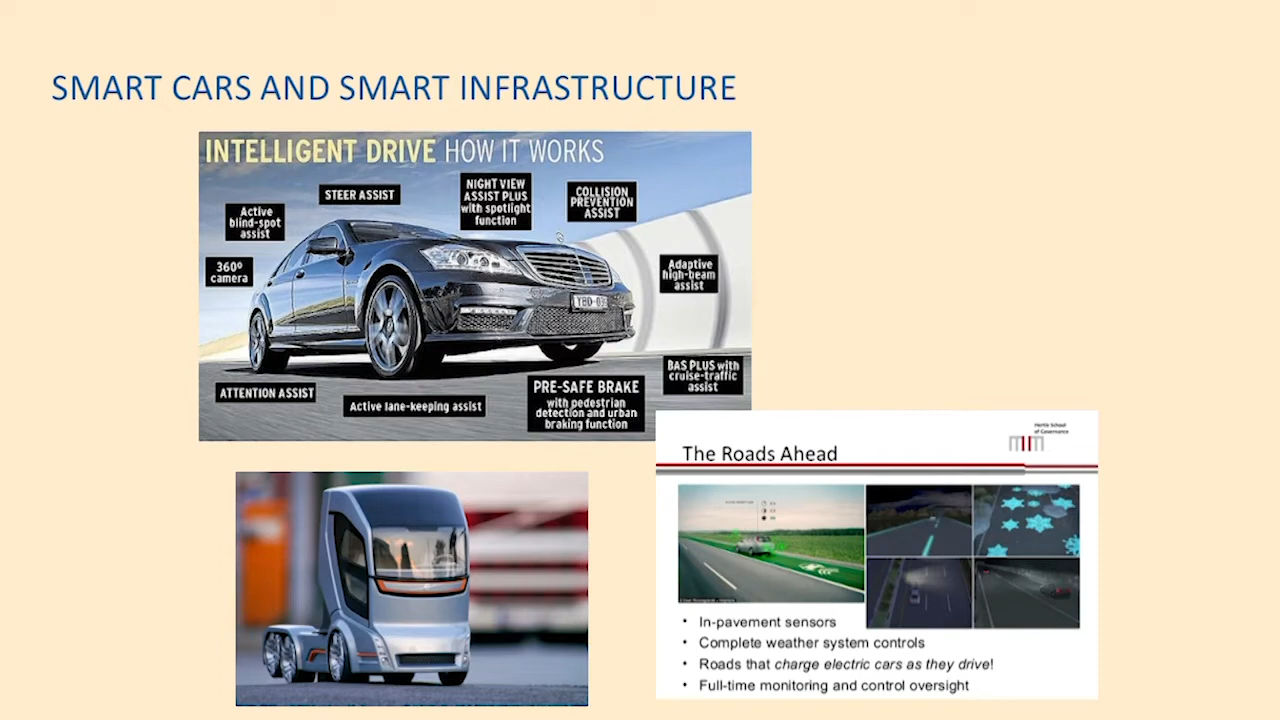 SMART CARS AND SMART INFRASTRUCTURE
INTELLIGENT DRIVE HOW IT WORKS
STEER ASSIST
NIGHT VIEW
ASSIST PLUS
with spotlight
function
COLLISION
PREVENTION
ASSIST
Active
blind-spot
assist
360º
camera
Adaptive
high-beam
assist
ATTENTION ASSIST
Active lane-keeping assist
PRE-SAFE BRAKE
with pedestrian
detection and urban
braking function
BAS PLUS with
cruise-traffic
assist
Hertie School
of Governance
The Roads Ahead
• In-pavement sensors
• Complete weather system controls
• Roads that charge electric cars as they drive!
• Full-time monitoring and control oversight